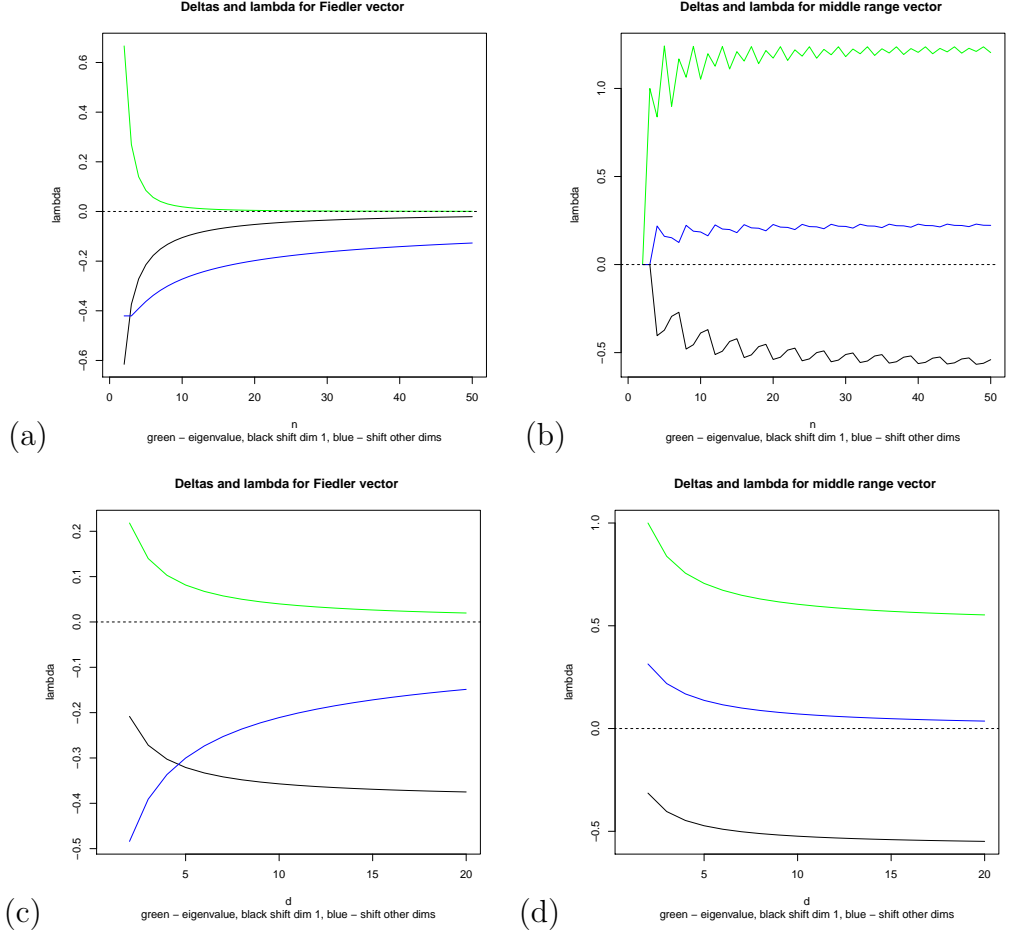 Deltas and lambda for Fiedler vector
lambda
0.6
0.4
0.2
0.0
−0.2
−0.4
−0.6
0 10 20 30 40 50
n
green − eigenvalue, black shift dim 1, blue − shift other dims
(a)
Deltas and lambda for middle range vector
lambda
1.0
0.5
0.0
−0.5
0 10 20 30 40 50
n
green − eigenvalue, black shift dim 1, blue − shift other dims
(b)
Deltas and lambda for Fiedler vector
lambda
0.2
0.1
0.0
−0.1
−0.2
−0.3
−0.4
−0.5
5 10 15 20
d
green − eigenvalue, black shift dim 1, blue − shift other dims
(c)
Deltas and lambda for middle range vector
lambda
1.0
0.5
0.0
−0.5
5 10 15 20
d
green − eigenvalue, black shift dim 1, blue − shift other dims
(d)